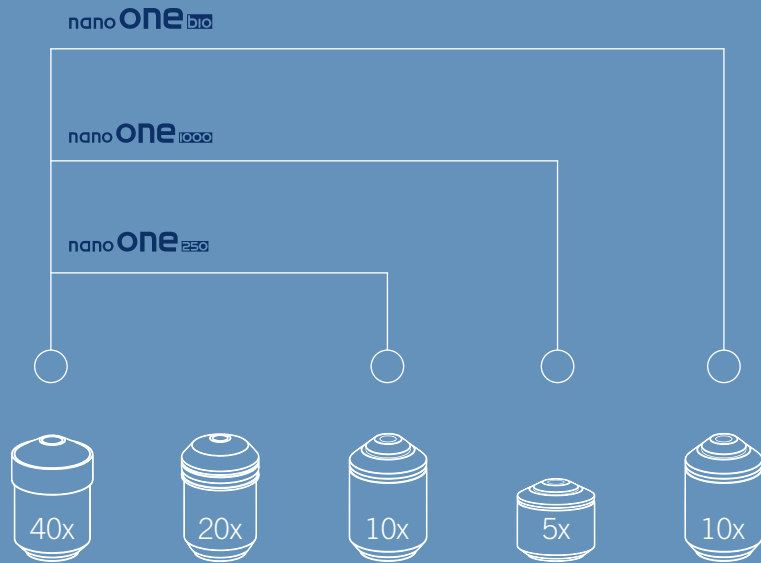 nano one bio
nano one 1000
nano one 250
40x
20x
10x
5x
10x